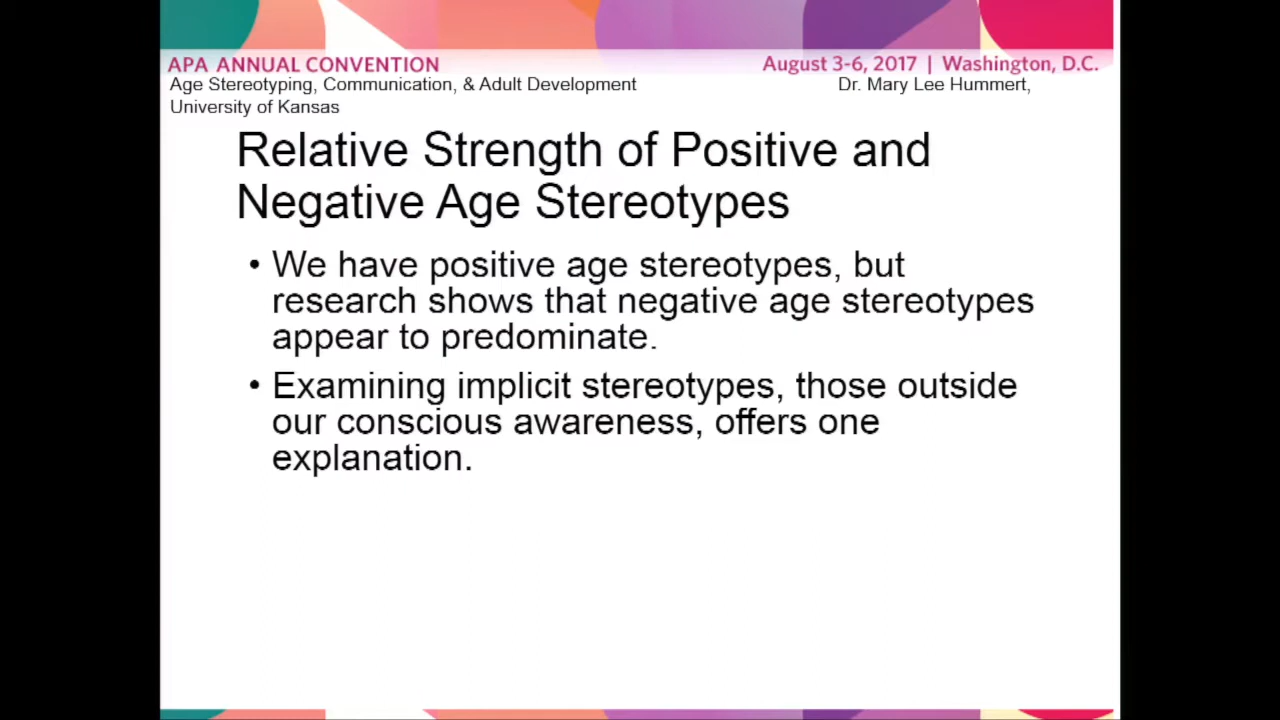 APA ANNUAL CONVENTION
August 3-6, 2017 | Washington, D.C.
Age Stereotyping, Communication, & Adult Development
Dr. Mary Lee Hummert,
University of Kansas
Relative Strength of Positive and
Negative Age Stereotypes
• We have positive age stereotypes, but
research shows that negative age stereotypes
appear to predominate.
• Examining implicit stereotypes, those outside
our conscious awareness, offers one
explanation.